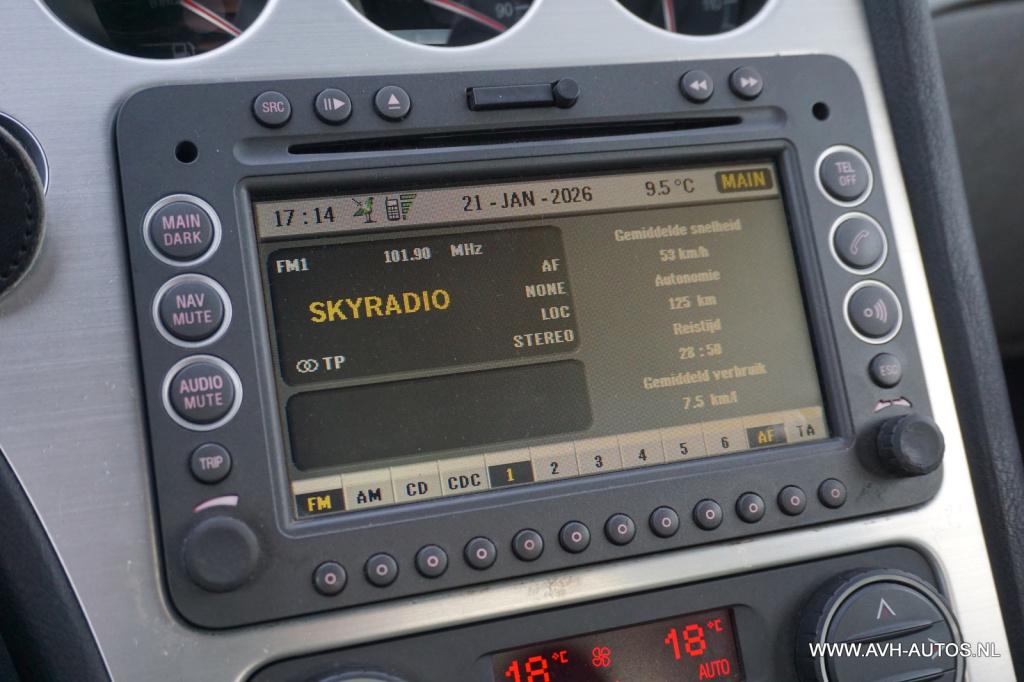 90
SRC
MAIN DARK
NAV MUTE
AUDIO MUTE
TRIP
17:14 21 - JAN - 2026 9.5 °C MAIN
FM1 101.90 MHz
AF
SKYRADIO
NONE
LOC
STEREO
TP
Gemiddelde snelheid
53 km/h
Autonomie
125 km
Reistijd
28 : 50
Gemiddeld verbruik
7.5 km/l
FM AM CD CDC 1 2 3 4 5 6 AF TA
TEL OFF
ESC
18 °C 18 °C
AUTO
WWW.AVH-AUTOS.NL